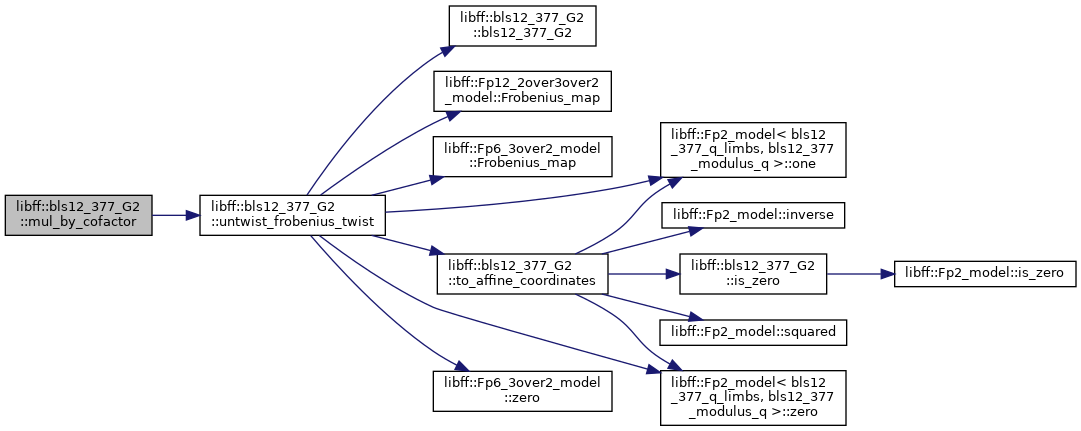 libff::bls12_377_G2
::mul_by_cofactor
libff::bls12_377_G2
::untwist_frobenius_twist
libff::bls12_377_G2
::bls12_377_G2
libff::Fp12_2over3over2
_model::Frobenius_map
libff::Fp6_3over2_model
::Frobenius_map
libff::bls12_377_G2
::to_affine_coordinates
libff::Fp6_3over2_model
::zero
libff::Fp2_model< bls12
_377_q_limbs, bls12_377
_modulus_q >::one
libff::Fp2_model::inverse
libff::bls12_377_G2
::is_zero
libff::Fp2_model::squared
libff::Fp2_model< bls12
_377_q_limbs, bls12_377
_modulus_q >::zero
libff::Fp2_model::is_zero